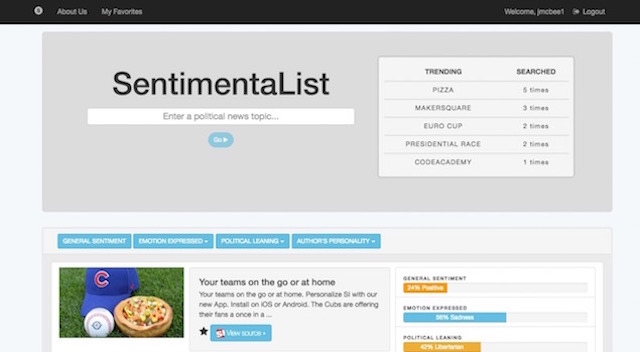 S About Us My Favorites Welcome, jmcbee1 Logout
SentimentaList
Enter a political news topic...
Go
TRENDING SEARCHED
PIZZA 5 times
MAKERSQUARE 3 times
EURO CUP 2 times
PRESIDENTIAL RACE 2 times
CODEACADEMY 1 times
GENERAL SENTIMENT EMOTION EXPRESSED POLITICAL LEANING AUTHOR'S PERSONALITY
Your teams on the go or at home
Your teams on the go or at home. Personalize SI with our
new App. Install on iOS or Android. The Cubs are offering
their fans a once in a ...
View source ›
GENERAL SENTIMENT
34% Positive
EMOTION EXPRESSED
56% Sadness
POLITICAL LEANING
42% Libertarian